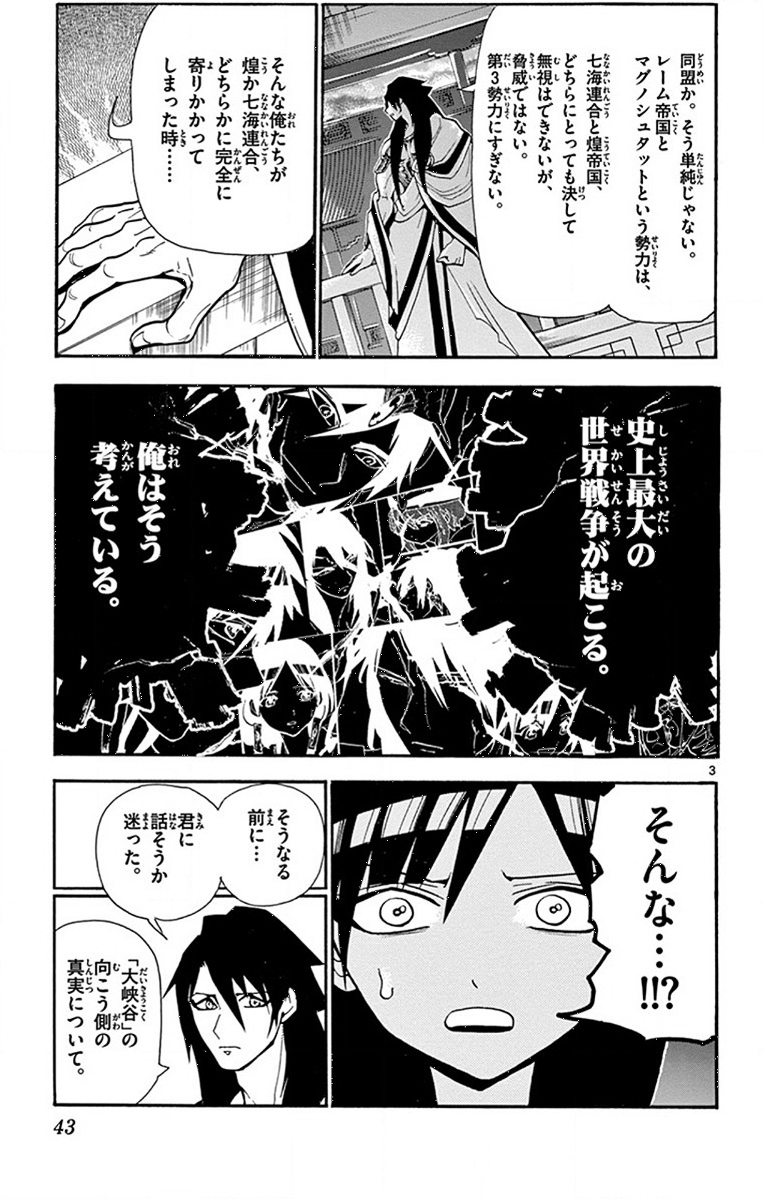 同盟か。そう単純じゃない。
レーム帝国と
マグノシュタットという勢力は、
七海連合と煌帝国、
どちらにとっても決して
無視はできないが、
脅威ではない。
第3勢力にすぎない。
そんな俺たちが
煌か七海連合、
どちらかに完全に
寄りかかって
しまった時……
史上最大の
世界戦争が起こる。
俺はそう
考えている。
3
そんな…!!?
そうなる
前に…
君に
話そうか
迷った。
「大峡谷」の
向こう側の
真実について。
43